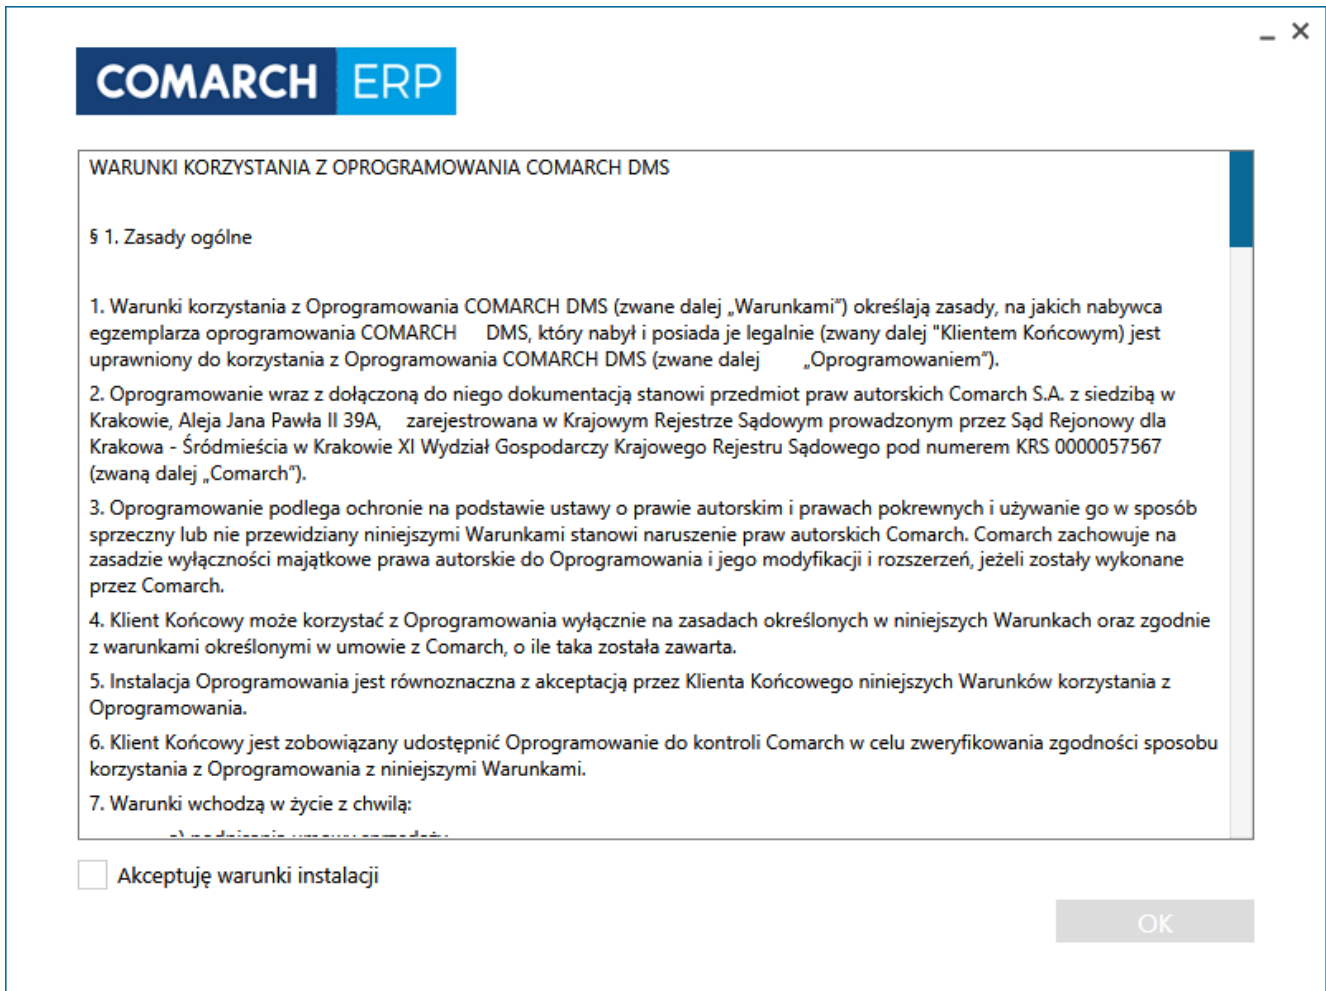 COMARCH ERP
WARUNKI KORZYSTANIA Z OPROGRAMOWANIA COMARCH DMS
§ 1. Zasady ogólne
1. Warunki korzystania z Oprogramowania COMARCH DMS (zwane dalej „Warunkami”) określają zasady, na jakich nabywca
egzemplarza oprogramowania COMARCH DMS, który nabył i posiada je legalnie (zwany dalej "Klientem Końcowym) jest
uprawniony do korzystania z Oprogramowania COMARCH DMS (zwane dalej „Oprogramowaniem”).
2. Oprogramowanie wraz z dołączoną do niego dokumentacją stanowi przedmiot praw autorskich Comarch S.A. z siedzibą w
Krakowie, Aleja Jana Pawła II 39A, zarejestrowana w Krajowym Rejestrze Sądowym prowadzonym przez Sąd Rejonowy dla
Krakowa - Śródmieścia w Krakowie XI Wydział Gospodarczy Krajowego Rejestru Sądowego pod numerem KRS 0000057567
(zwaną dalej „Comarch”).
3. Oprogramowanie podlega ochronie na podstawie ustawy o prawie autorskim i prawach pokrewnych i używanie go w sposób
sprzeczny lub nie przewidziany niniejszymi Warunkami stanowi naruszenie praw autorskich Comarch. Comarch zachowuje na
zasadzie wyłączności majątkowe prawa autorskie do Oprogramowania i jego modyfikacji i rozszerzeń, jeżeli zostały wykonane
przez Comarch.
4. Klient Końcowy może korzystać z Oprogramowania wyłącznie na zasadach określonych w niniejszych Warunkach oraz zgodnie
z warunkami określonymi w umowie z Comarch, o ile taka została zawarta.
5. Instalacja Oprogramowania jest równoznaczna z akceptacją przez Klienta Końcowego niniejszych Warunków korzystania z
Oprogramowania.
6. Klient Końcowy jest zobowiązany udostępnić Oprogramowanie do kontroli Comarch w celu zweryfikowania zgodności sposobu
korzystania z Oprogramowania z niniejszymi Warunkami.
7. Warunki wchodzą w życie z chwilą:
Akceptuję warunki instalacji
OK